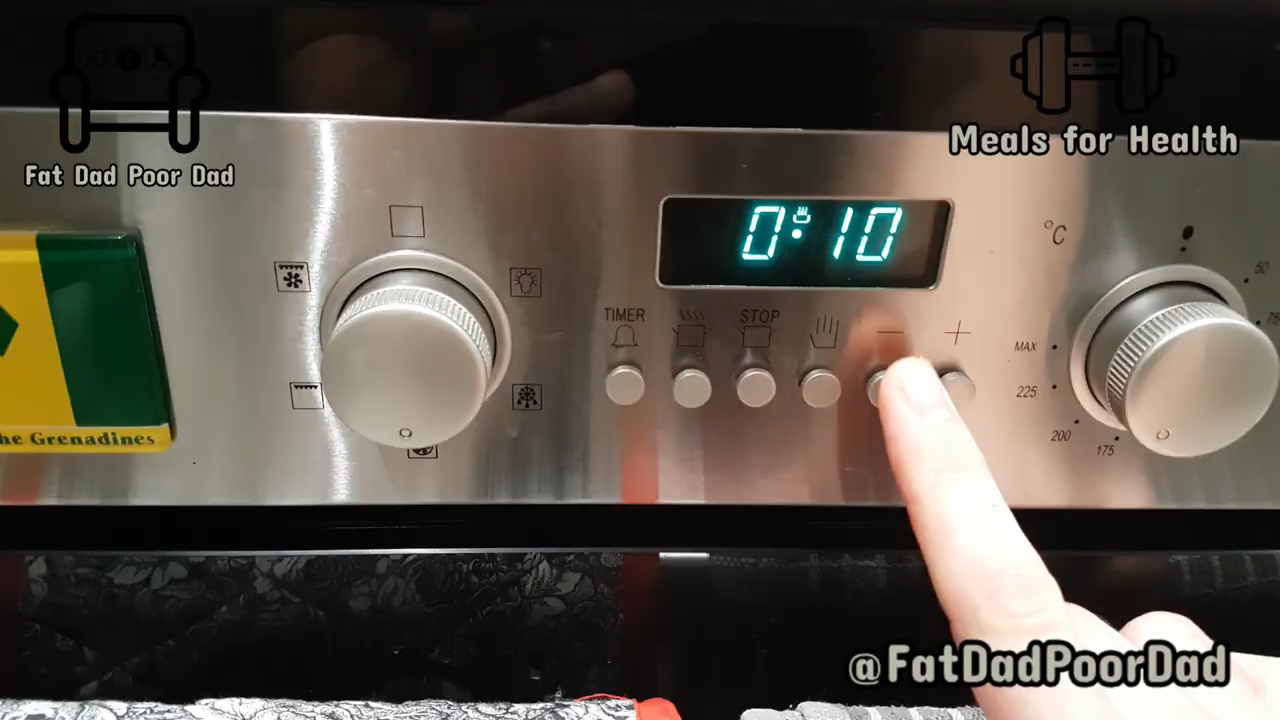 Fat Dad Poor Dad
Meals for Health
0:10
°C
TIMER
STOP
MAX
225
200
175
50
he Grenadines
@FatDadPoorDad